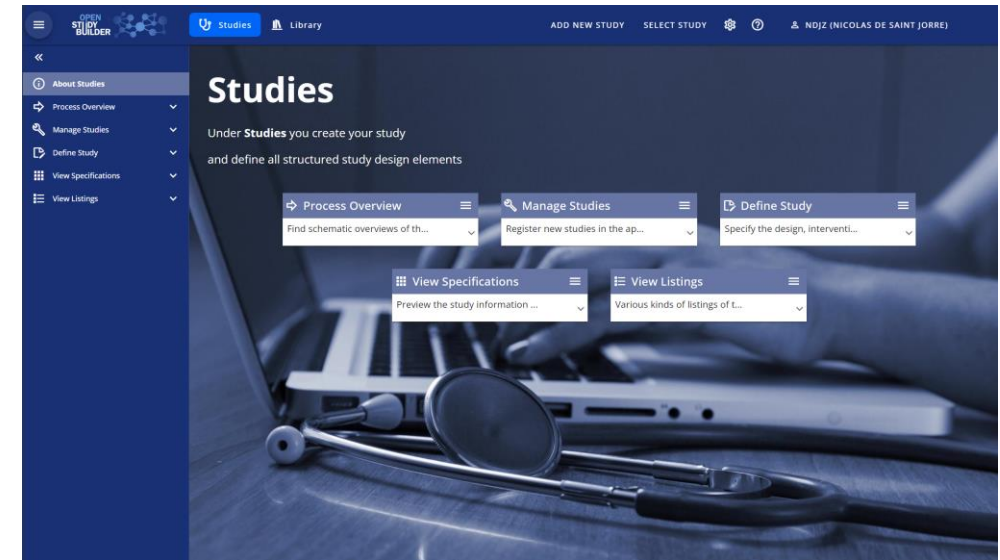 OPEN
STUDY
BUILDER
Studies
Library
ADD NEW STUDY
SELECT STUDY
NDJZ (NICOLAS DE SAINT JORRE)
About Studies
Process Overview
Manage Studies
Define Study
View Specifications
View Listings
Studies
Under Studies you create your study
and define all structured study design elements
Process Overview
Find schematic overviews of th...
Manage Studies
Register new studies in the ap...
Define Study
Specify the design, interventi...
View Specifications
Preview the study information ...
View Listings
Various kinds of listings of t...